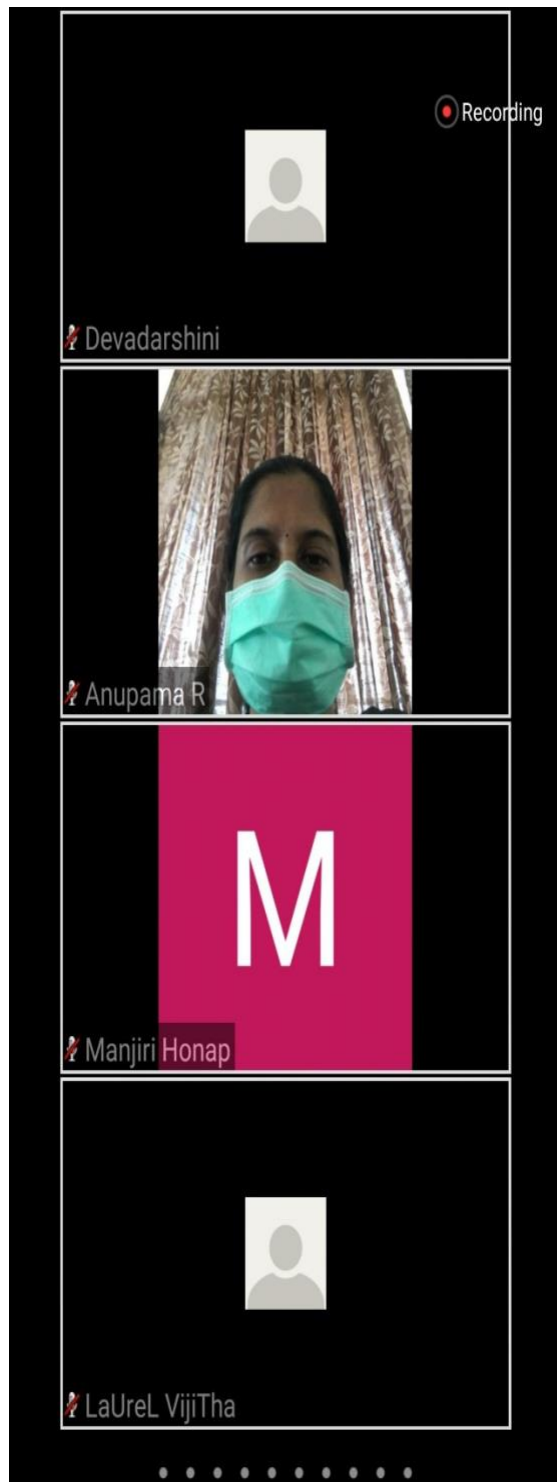 Recording
Devadarshini
Anupama R
M
Manjiri Honap
LaUreL VijiTha